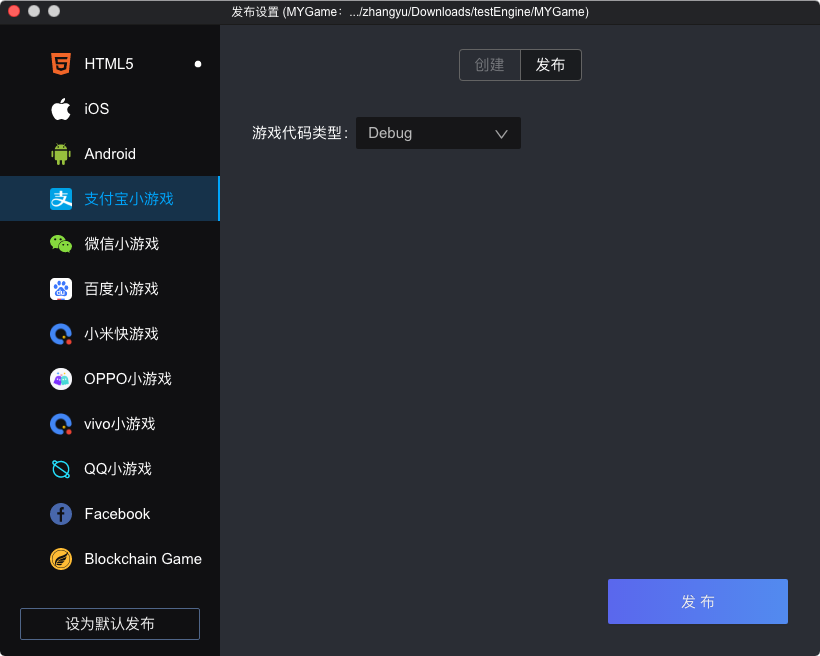 发布设置 (MYGame：.../zhangyu/Downloads/testEngine/MYGame)
HTML5
iOS
Android
支付宝小游戏
微信小游戏
百度小游戏
小米快游戏
OPPO小游戏
vivo小游戏
QQ小游戏
Facebook
Blockchain Game
设为默认发布
创建
发布
游戏代码类型：
Debug
发 布